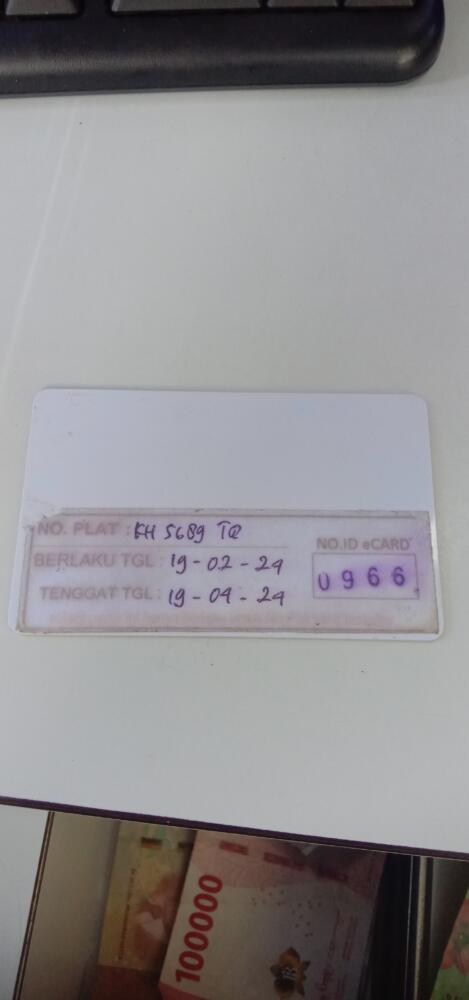 NO. PLAT : KH 5689 TQ
NO.ID eCARD
BERLAKU TGL : 19-02-24
0966
TENGGAT TGL : 19-04-24
100000